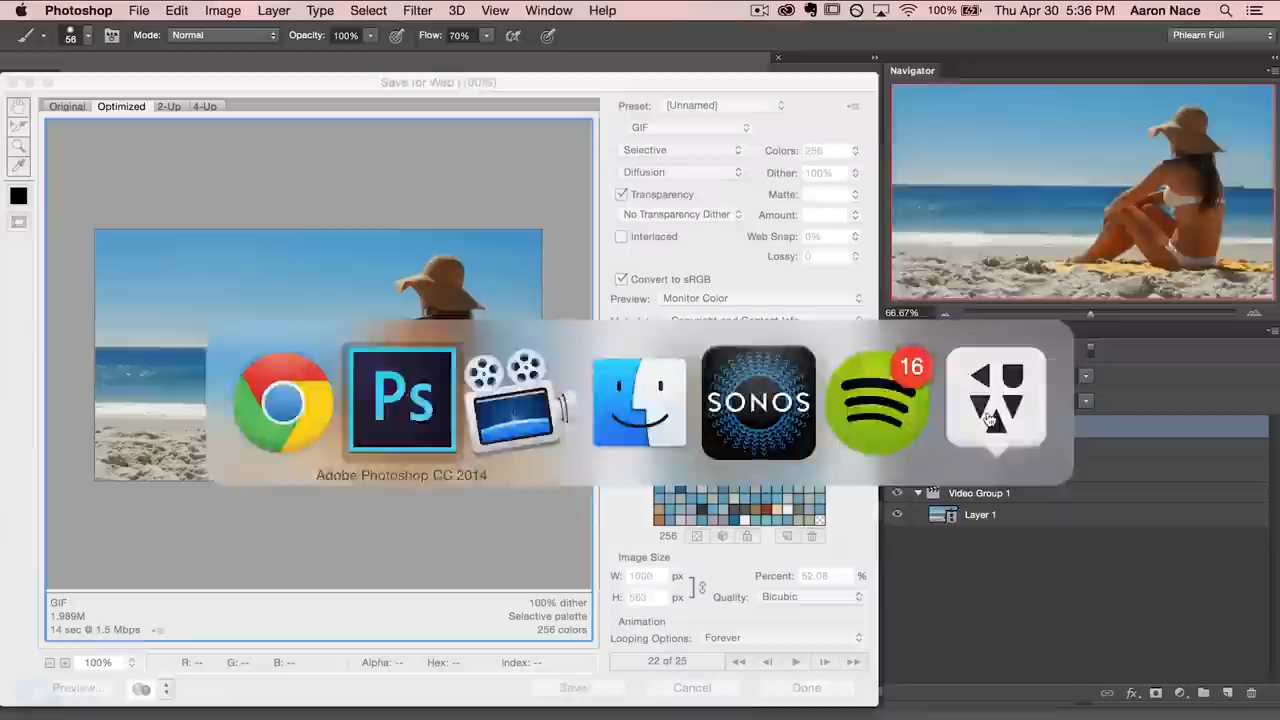 Photoshop File Edit Image Layer Type Select Filter 3D View Window Help 100% Thu Apr 30 5:36 PM Aaron Nace
56 Mode: Normal Opacity: 100% Flow: 70% Phlearn Full
Save for Web (100%)
Navigator
Original Optimized 2-Up 4-Up
Preset: [Unnamed]
GIF
Selective Colors: 256
Diffusion Dither: 100%
Transparency Matte:
No Transparency Dither Amount:
Interlaced Web Snap: 0%
Lossy: 0
Convert to sRGB
Preview: Monitor Color
66.67%
Ps
SONOS
16
Adobe Photoshop CC 2014
Video Group 1
Layer 1
256
Image Size
W: 1000 px Percent: 52.08 %
H: 563 px Quality: Bicubic
GIF 100% dither
1.989M Selective palette
14 sec @ 1.5 Mbps 256 colors
Animation
Looping Options: Forever
100% R: -- G: -- B: -- Alpha: -- Hex: -- Index: -- 22 of 25
Preview... Save... Cancel Done